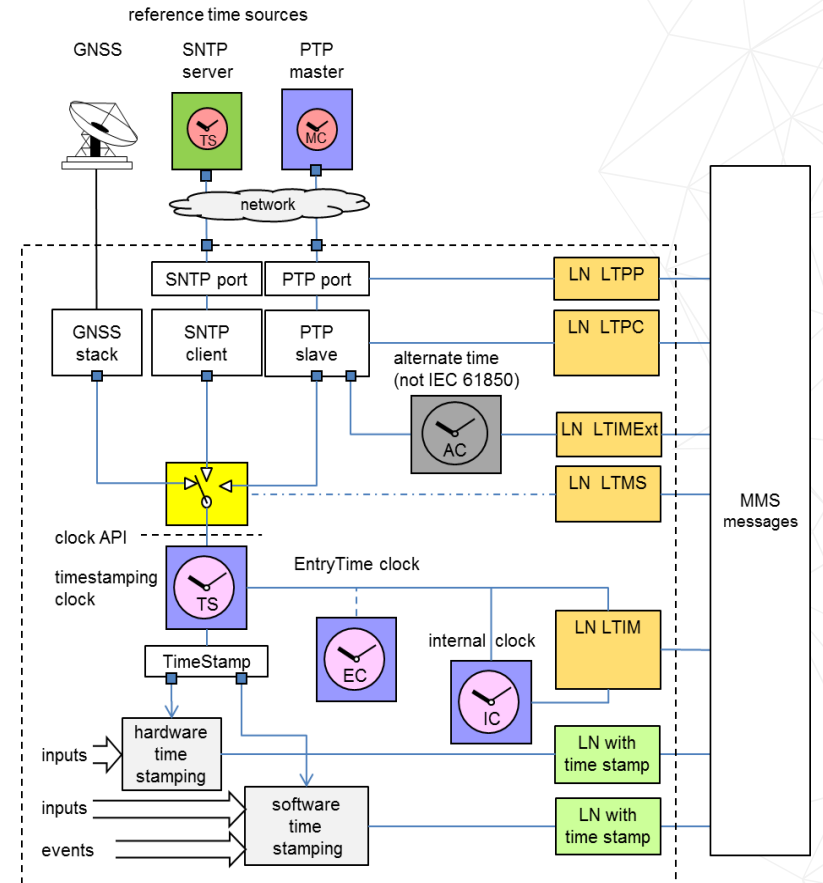 reference time sources
GNSS
SNTP
server
PTP
master
TS
MC
network
SNTP port
PTP port
LN LTPP
GNSS
stack
SNTP
client
PTP
slave
LN LTPC
alternate time
(not IEC 61850)
AC
LN LTIMExt
LN LTMS
MMS
messages
clock API
timestamping
clock
TS
EntryTime clock
EC
internal clock
IC
LN LTIM
TimeStamp
hardware
time
stamping
inputs
LN with
time stamp
inputs
events
software
time
stamping
LN with
time stamp